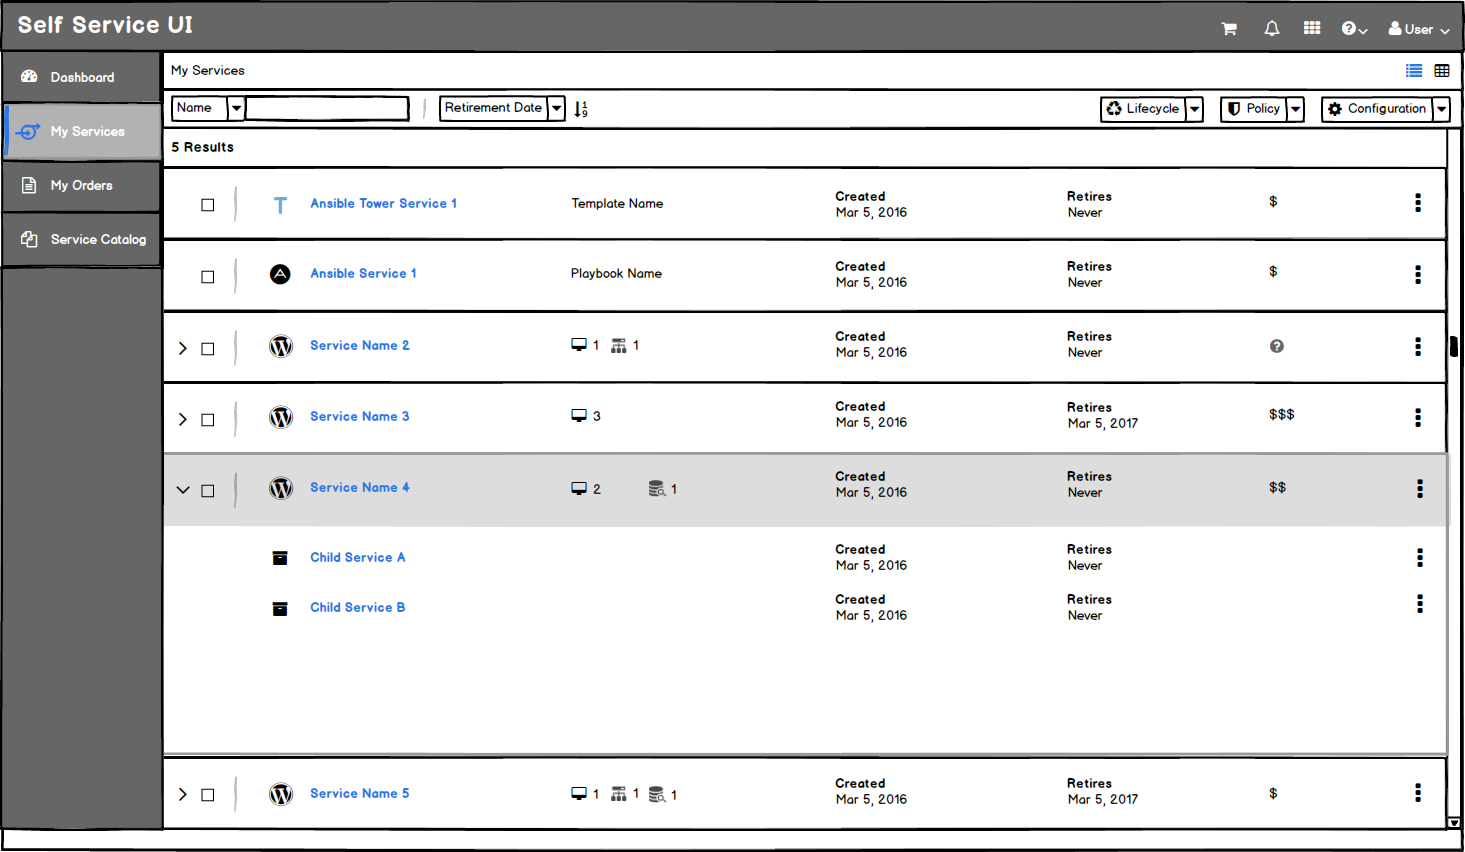 Self Service UI
User
Dashboard
My Services
My Orders
Service Catalog
My Services
Name
Retirement Date
1
9
Lifecycle
Policy
Configuration
5 Results
T Ansible Tower Service 1 Template Name Created Mar 5, 2016 Retires Never $
A Ansible Service 1 Playbook Name Created Mar 5, 2016 Retires Never $
W Service Name 2 1 1 Created Mar 5, 2016 Retires Never ?
W Service Name 3 3 Created Mar 5, 2016 Retires Mar 5, 2017 $$$
W Service Name 4 2 1 Created Mar 5, 2016 Retires Never $$
Child Service A Created Mar 5, 2016 Retires Never
Child Service B Created Mar 5, 2016 Retires Never
W Service Name 5 1 1 1 Created Mar 5, 2016 Retires Mar 5, 2017 $